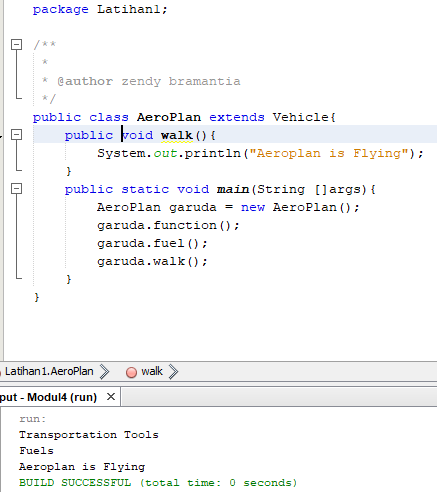 package Latihan1;
/**
*
* @author zendy bramantia
*/
public class AeroPlan extends Vehicle{
public void walk(){
System.out.println("Aeroplan is Flying");
}
public static void main(String []args){
AeroPlan garuda = new AeroPlan();
garuda.function();
garuda.fuel();
garuda.walk();
}
}
Latihan1.AeroPlan walk
put - Modul4 (run) ×
run:
Transportation Tools
Fuels
Aeroplan is Flying
BUILD SUCCESSFUL (total time: 0 seconds)